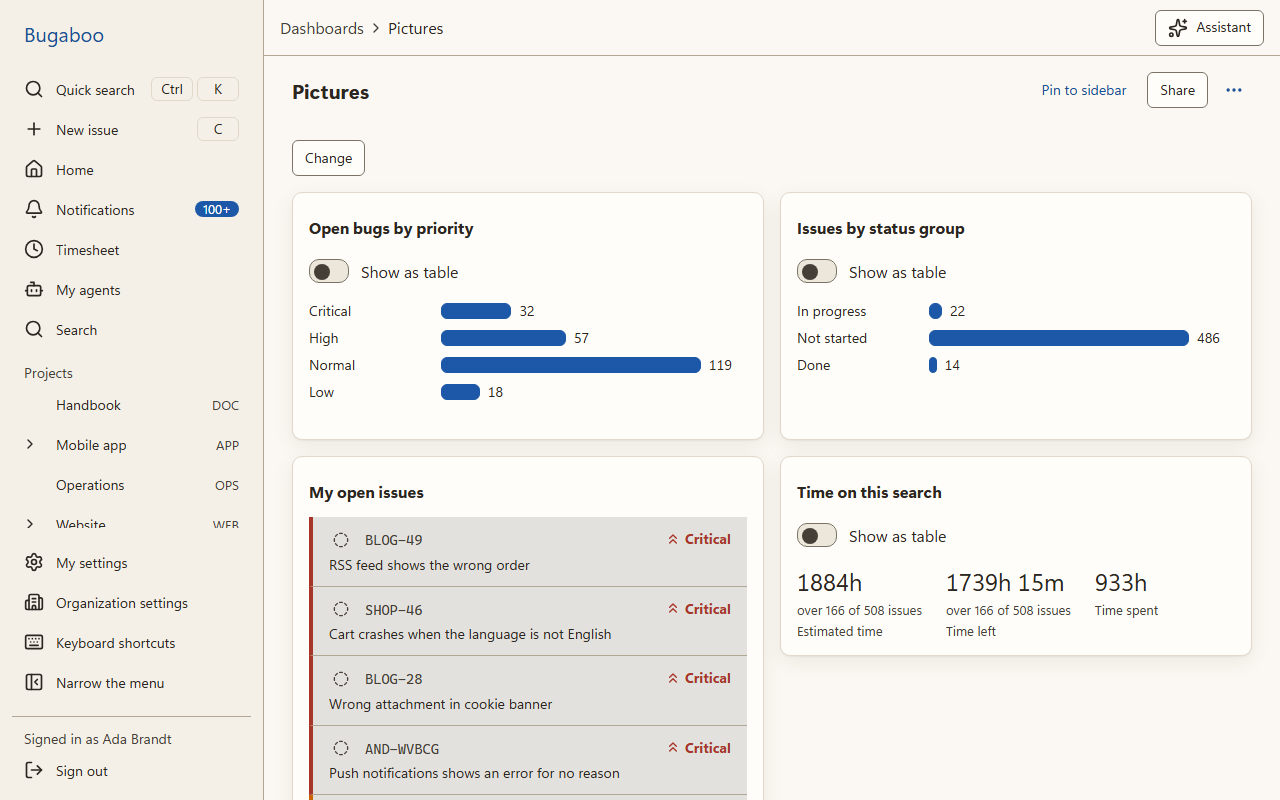 Bugaboo
Quick search Ctrl K
New issue C
Home
Notifications 100+
Timesheet
My agents
Search
Projects
Handbook DOC
Mobile app APP
Operations OPS
Website WEB
My settings
Organization settings
Keyboard shortcuts
Narrow the menu
Signed in as Ada Brandt
Sign out
Dashboards > Pictures
Assistant
Pictures
Pin to sidebar
Share
Change
Open bugs by priority
Show as table
Critical 32
High 57
Normal 119
Low 18
Issues by status group
Show as table
In progress 22
Not started 486
Done 14
My open issues
BLOG-49 Critical
RSS feed shows the wrong order
SHOP-46 Critical
Cart crashes when the language is not English
BLOG-28 Critical
Wrong attachment in cookie banner
AND-WVBCG Critical
Push notifications shows an error for no reason
Time on this search
Show as table
1884h 1739h 15m 933h
over 166 of 508 issues over 166 of 508 issues Time spent
Estimated time Time left